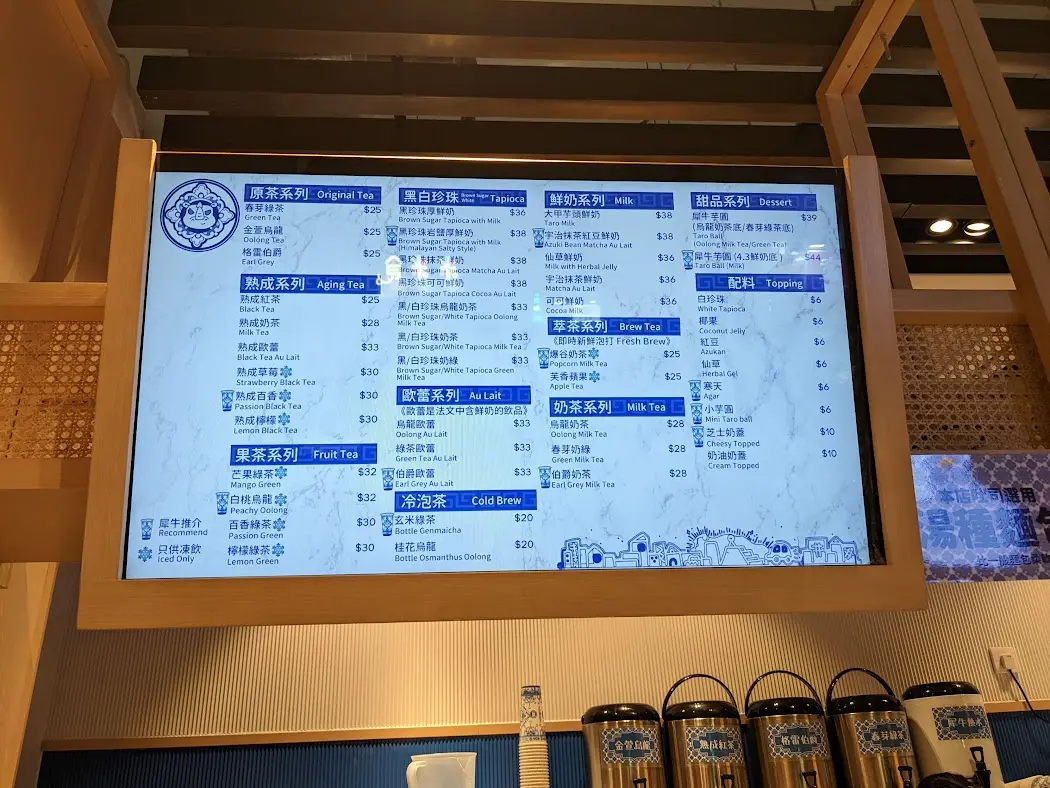 原茶系列 Original Tea
春芽綠茶 $25
Green Tea
金萱烏龍 $25
Oolong Tea
格雷伯爵 $25
Earl Grey
熟成系列 Aging Tea
熟成紅茶 $25
Black Tea
熟成奶茶 $28
Milk Tea
熟成歐蕾 $33
Black Tea Au Lait
熟成草莓 $30
Strawberry Black Tea
熟成百香 $30
Passion Black Tea
熟成檸檬 $30
Lemon Black Tea
果茶系列 Fruit Tea
芒果綠茶 $32
Mango Green
白桃烏龍 $32
Peachy Oolong
百香綠茶 $30
Passion Green
檸檬綠茶 $30
Lemon Green
犀牛推介
Recommend
只供凍飲
Iced Only
黑白珍珠 Brown Sugar White Tapioca
黑珍珠厚鮮奶 $36
Brown Sugar Tapioca with Milk
黑珍珠岩鹽厚鮮奶 $38
Brown Sugar Tapioca with Milk
(Himalayan Salty Style)
黑珍珠抹茶鮮奶 $38
Brown Sugar Tapioca Matcha Au Lait
黑珍珠可可鮮奶 $38
Brown Sugar Tapioca Cocoa Au Lait
黑/白珍珠烏龍奶茶 $33
Brown Sugar/White Tapioca Oolong
Milk Tea
黑/白珍珠奶茶 $33
Brown Sugar/White Tapioca Milk Tea
黑/白珍珠奶綠 $33
Brown Sugar/White Tapioca Green
Milk Tea
歐蕾系列 Au Lait
《歐蕾是法文中含鮮奶的飲品》
烏龍歐蕾 $33
Oolong Au Lait
綠茶歐蕾 $33
Green Tea Au Lait
伯爵歐蕾 $33
Earl Grey Au Lait
冷泡茶 Cold Brew
玄米綠茶 $20
Bottle Genmaicha
桂花烏龍 $20
Bottle Osmanthus Oolong
鮮奶系列 Milk
大甲芋頭鮮奶 $38
Taro Milk
宇治抹茶紅豆鮮奶 $38
Azuki Bean Matcha Au Lait
仙草鮮奶 $36
Milk with Herbal Jelly
宇治抹茶鮮奶 $36
Matcha Au Lait
可可鮮奶 $36
Cocoa Milk
萃茶系列 Brew Tea
《即時新鮮泡打 Fresh Brew》
爆谷奶茶 $25
Popcorn Milk Tea
芙香蘋果 $25
Apple Tea
奶茶系列 Milk Tea
烏龍奶茶 $28
Oolong Milk Tea
春芽奶綠 $28
Green Milk Tea
伯爵奶茶 $28
Earl Grey Milk Tea
甜品系列 Dessert
犀牛芋圓 $39
(烏龍奶茶底/春芽綠茶底)
Taro Ball
(Oolong Milk Tea/Green Tea)
犀牛芋圓 (4.3鮮奶底) $44
Taro Ball (Milk)
配料 Topping
白珍珠 $6
White Tapioca
椰果 $6
Coconut Jelly
紅豆 $6
Azukan
仙草 $6
Herbal Gel
寒天 $6
Agar
小芋圓 $6
Mini Taro ball
芝士奶蓋 $10
Cheesy Topped
奶油奶蓋 $10
Cream Topped
金萱烏龍
熟成紅茶
格雷伯爵
春芽綠茶